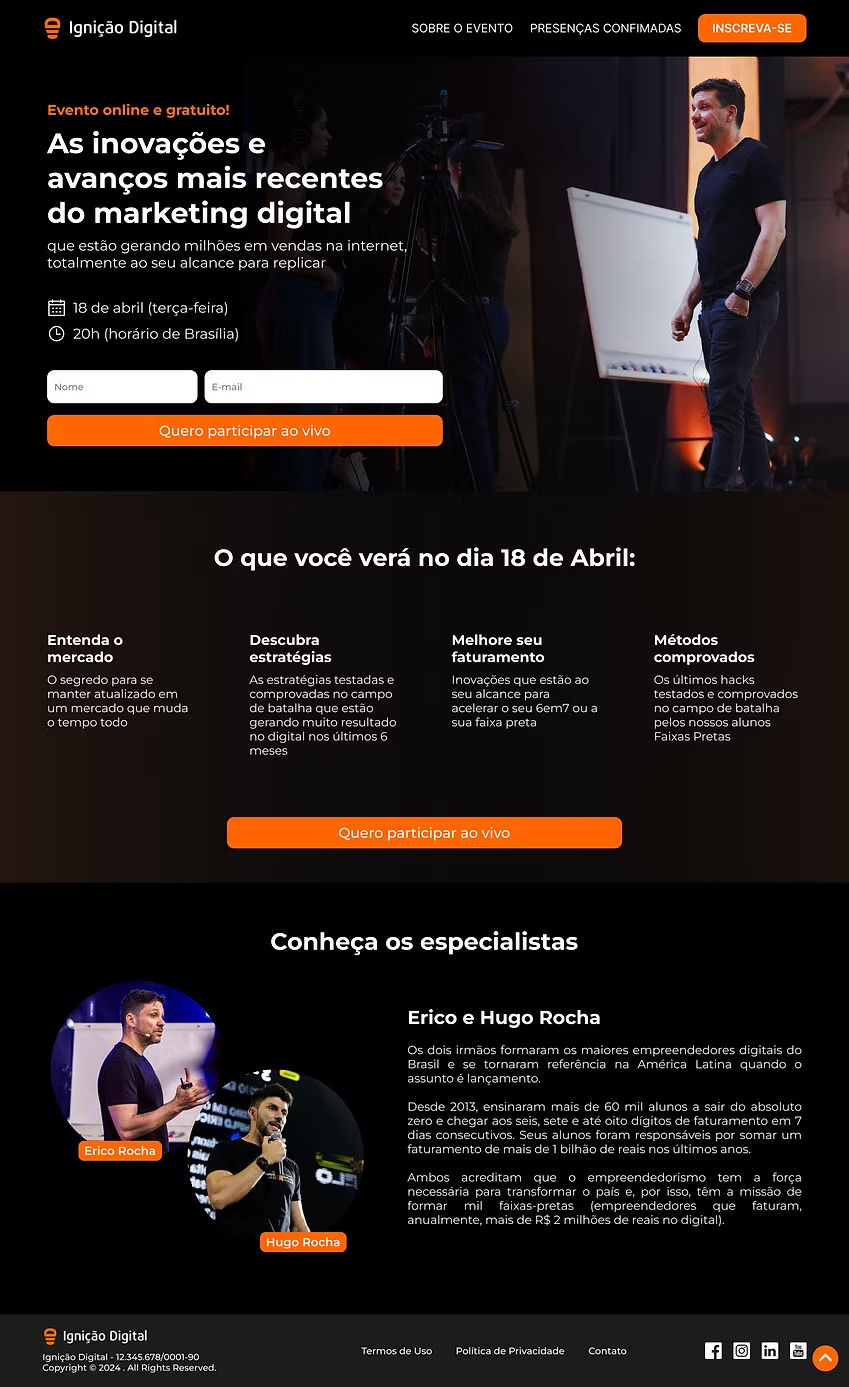 Ignição Digital
SOBRE O EVENTO
PRESENÇAS CONFIMADAS
INSCREVA-SE
Evento online e gratuito!
As inovações e
avanços mais recentes
do marketing digital
que estão gerando milhões em vendas na internet,
totalmente ao seu alcance para replicar
18 de abril (terça-feira)
20h (horário de Brasília)
Nome
E-mail
Quero participar ao vivo
O que você verá no dia 18 de Abril:
Entenda o
mercado
O segredo para se
manter atualizado em
um mercado que muda
o tempo todo
Descubra
estratégias
As estratégias testadas e
comprovadas no campo
de batalha que estão
gerando muito resultado
no digital nos últimos 6
meses
Melhore seu
faturamento
Inovações que estão ao
seu alcance para
acelerar o seu 6em7 ou a
sua faixa preta
Métodos
comprovados
Os últimos hacks
testados e comprovados
no campo de batalha
pelos nossos alunos
Faixas Pretas
Quero participar ao vivo
Conheça os especialistas
Erico Rocha
Hugo Rocha
Erico e Hugo Rocha
Os dois irmãos formaram os maiores empreendedores digitais do
Brasil e se tornaram referência na América Latina quando o
assunto é lançamento.
Desde 2013, ensinaram mais de 60 mil alunos a sair do absoluto
zero e chegar aos seis, sete e até oito dígitos de faturamento em 7
dias consecutivos. Seus alunos foram responsáveis por somar um
faturamento de mais de 1 bilhão de reais nos últimos anos.
Ambos acreditam que o empreendedorismo tem a força
necessária para transformar o país e, por isso, têm a missão de
formar mil faixas-pretas (empreendedores que faturam,
anualmente, mais de R$ 2 milhões de reais no digital).
Ignição Digital
Ignição Digital - 12.345.678/0001-90
Copyright © 2024 . All Rights Reserved.
Termos de Uso
Política de Privacidade
Contato